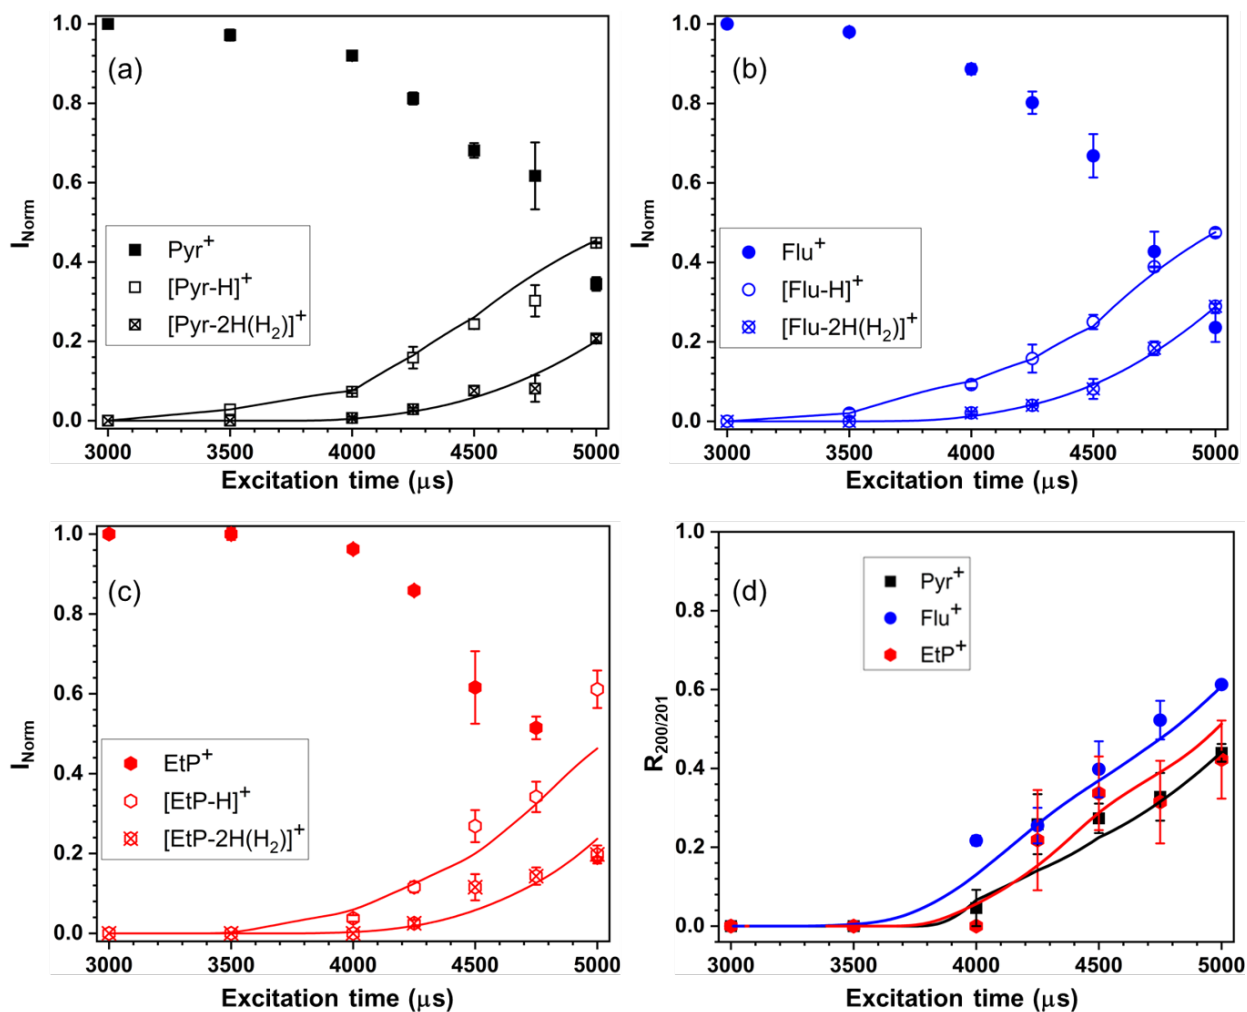 (a)
1.0
0.8
0.6
0.4
0.2
0.0
I_Norm
Pyr⁺
[Pyr-H]⁺
[Pyr-2H(H₂)]⁺
3000 3500 4000 4500 5000
Excitation time (μs)
(b)
1.0
0.8
0.6
0.4
0.2
0.0
I_Norm
Flu⁺
[Flu-H]⁺
[Flu-2H(H₂)]⁺
3000 3500 4000 4500 5000
Excitation time (μs)
(c)
1.0
0.8
0.6
0.4
0.2
0.0
I_Norm
EtP⁺
[EtP-H]⁺
[EtP-2H(H₂)]⁺
3000 3500 4000 4500 5000
Excitation time (μs)
(d)
1.0
0.8
0.6
0.4
0.2
0.0
R_200/201
Pyr⁺
Flu⁺
EtP⁺
3000 3500 4000 4500 5000
Excitation time (μs)